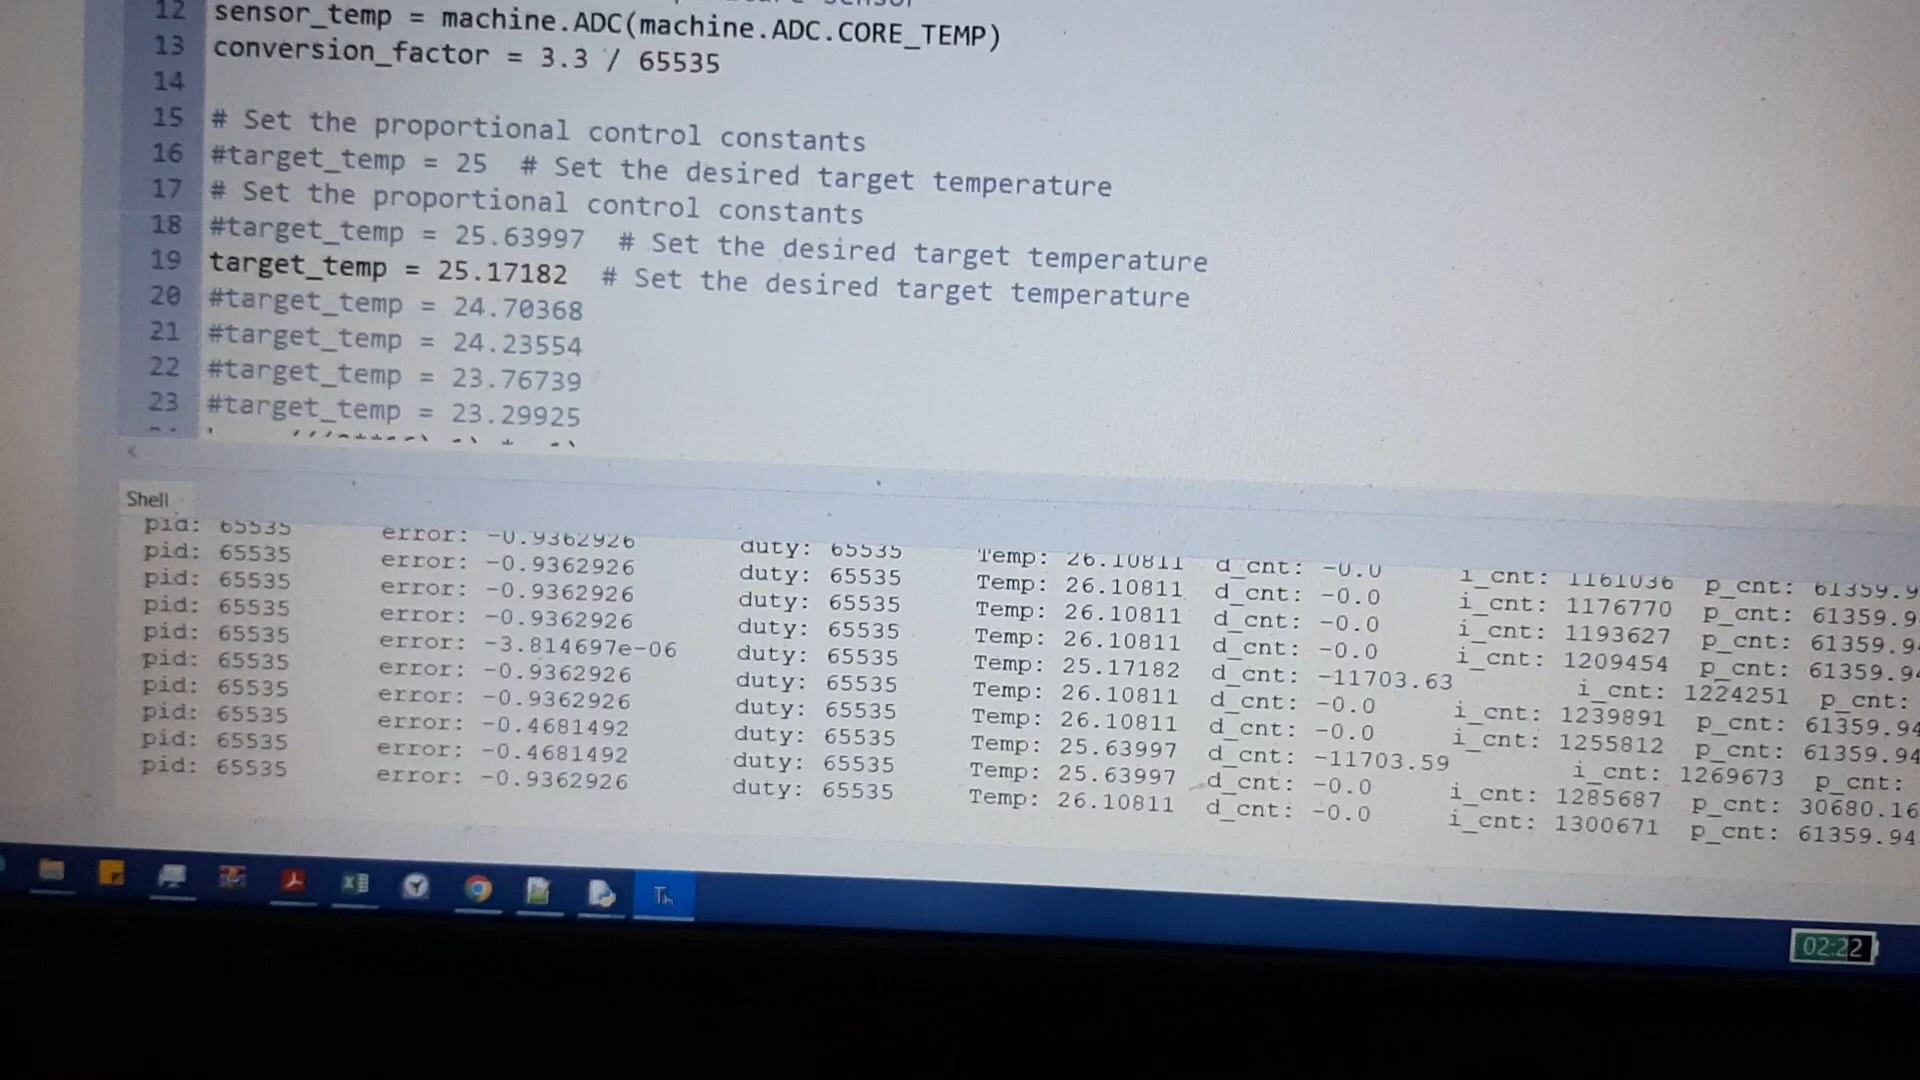 12 sensor_temp = machine.ADC(machine.ADC.CORE_TEMP)
13 conversion_factor = 3.3 / 65535
14
15 # Set the proportional control constants
16 #target_temp = 25  # Set the desired target temperature
17 # Set the proportional control constants
18 #target_temp = 25.63997  # Set the desired target temperature
19 target_temp = 25.17182  # Set the desired target temperature
20 #target_temp = 24.70368
21 #target_temp = 24.23554
22 #target_temp = 23.76739
23 #target_temp = 23.29925
Shell
pid: 65535 error: -0.9362926 duty: 65535 Temp: 26.10811 d_cnt: -0.0 i_cnt: 1161036 p_cnt: 61359.9
pid: 65535 error: -0.9362926 duty: 65535 Temp: 26.10811 d_cnt: -0.0 i_cnt: 1176770 p_cnt: 61359.9
pid: 65535 error: -0.9362926 duty: 65535 Temp: 26.10811 d_cnt: -0.0 i_cnt: 1193627 p_cnt: 61359.94
pid: 65535 error: -0.9362926 duty: 65535 Temp: 26.10811 d_cnt: -0.0 i_cnt: 1209454 p_cnt: 61359.94
pid: 65535 error: -3.814697e-06 duty: 65535 Temp: 25.17182 d_cnt: -11703.63 i_cnt: 1224251 p_cnt:
pid: 65535 error: -0.9362926 duty: 65535 Temp: 26.10811 d_cnt: -0.0 i_cnt: 1239891 p_cnt: 61359.94
pid: 65535 error: -0.9362926 duty: 65535 Temp: 26.10811 d_cnt: -0.0 i_cnt: 1255812 p_cnt: 61359.94
pid: 65535 error: -0.4681492 duty: 65535 Temp: 25.63997 d_cnt: -11703.59 i_cnt: 1269673 p_cnt:
pid: 65535 error: -0.4681492 duty: 65535 Temp: 25.63997 d_cnt: -0.0 i_cnt: 1285687 p_cnt: 30680.16
pid: 65535 error: -0.9362926 duty: 65535 Temp: 26.10811 d_cnt: -0.0 i_cnt: 1300671 p_cnt: 61359.94
Th
02:22